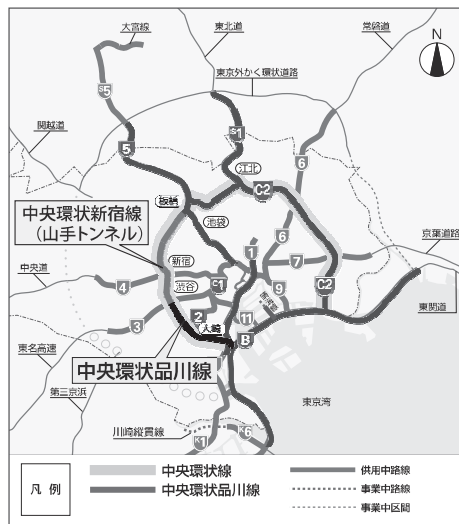 大宮線
東北道
常磐道
N
東京外かく環状道路
S5
関越道
S1
5
6
江北
C2
板橋
中央環状新宿線
(山手トンネル)
池袋
1
6
京葉道路
新宿
7
中央道
4
C1
9
C2
渋谷
東関道
3
2
大崎
11
B
東名高速
中央環状品川線
第三京浜
東京湾
川崎縦貫線
K1
K6
凡例
中央環状線
中央環状品川線
供用中路線
事業中路線
事業中区間